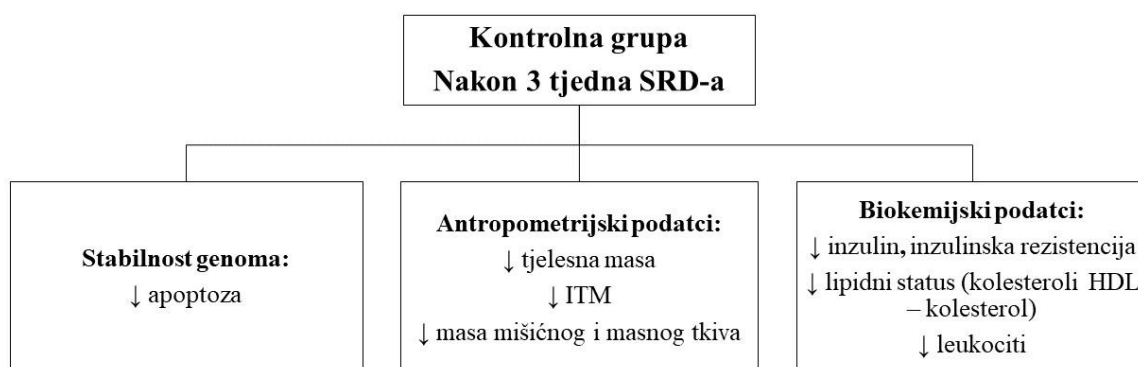 Kontrolna grupa
Nakon 3 tjedna SRD-a
Stabilnost genoma:
↓ apoptoza
Antropometrijski podatci:
↓ tjelesna masa
↓ ITM
↓ masa mišićnog i masnog tkiva
Biokemijski podatci:
↓ inzulin, inzulinska rezistencija
↓ lipidni status (kolesteroli HDL
– kolesterol)
↓ leukociti